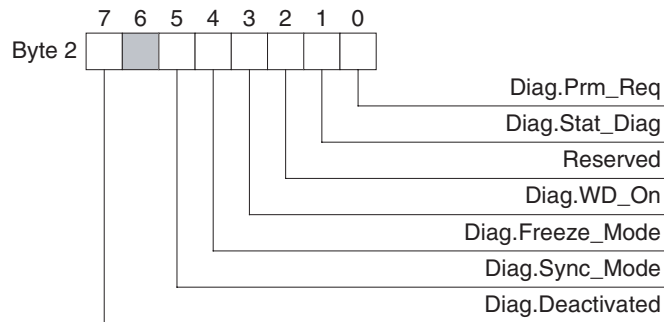 7 6 5 4 3 2 1 0
Byte 2
Diag.Prm_Req
Diag.Stat_Diag
Reserved
Diag.WD_On
Diag.Freeze_Mode
Diag.Sync_Mode
Diag.Deactivated